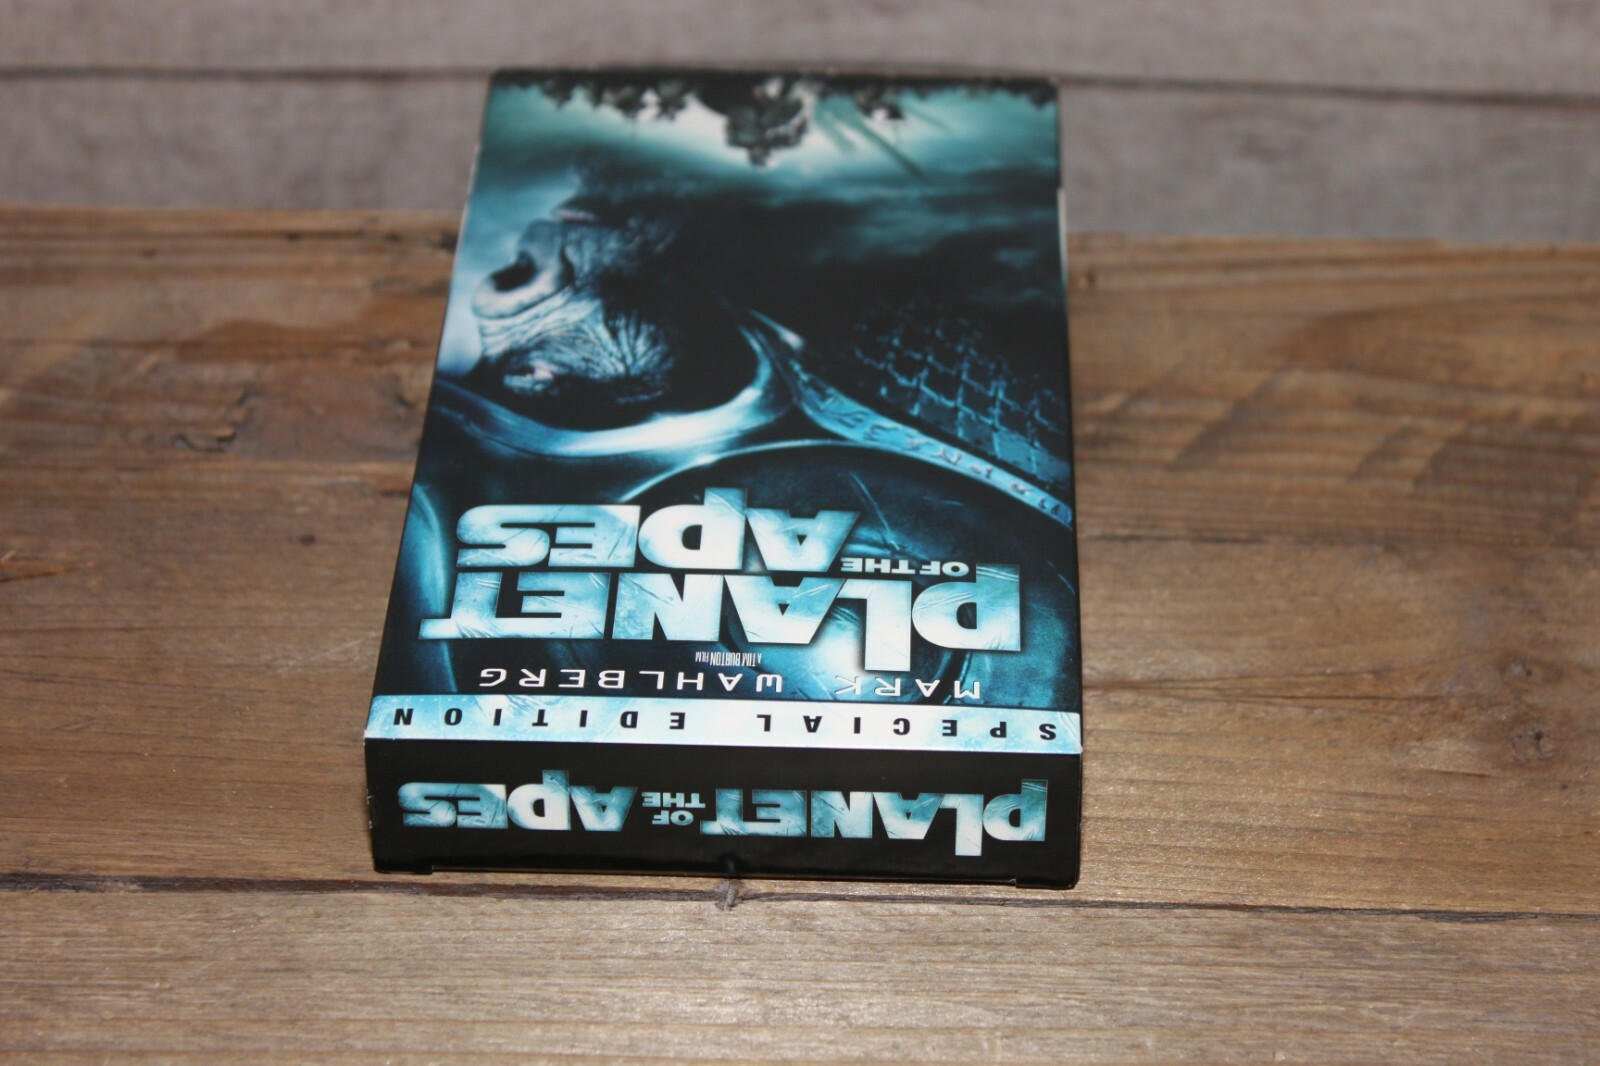 SPECIAL EDITION
MARK WAHLBERG
A TIM BURTON FILM
PLANET
OF THE
APES
PLANET OF THE APES